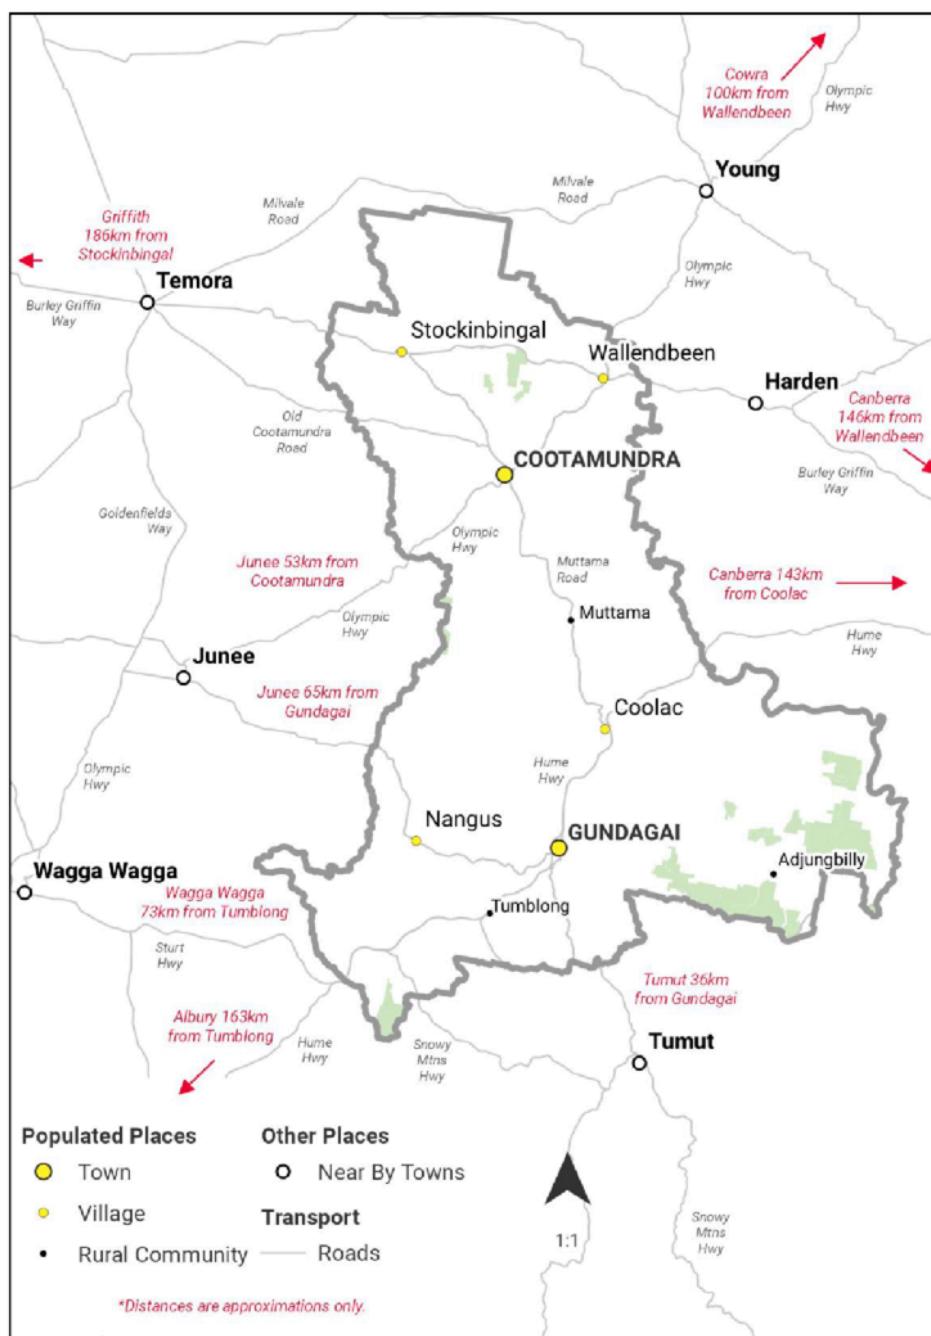 Cowra
100km from
Wallendbeen
Olympic
Hwy
Young
Milvale
Road
Milvale
Road
Griffith
186km from
Stockinbingal
Olympic
Hwy
Temora
Burley Griffin
Way
Stockinbingal
Wallendbeen
Harden
Canberra
146km from
Wallendbeen
Old
Cootamundra
Road
COOTAMUNDRA
Burley Griffin
Way
Goldenfields
Way
Olympic
Hwy
Junee 53km from
Cootamundra
Muttama
Road
Canberra 143km
from Coolac
Muttama
Olympic
Hwy
Hume
Hwy
Junee
Junee 65km from
Gundagai
Coolac
Olympic
Hwy
Hume
Hwy
Nangus
GUNDAGAI
Adjungbilly
Wagga Wagga
Wagga Wagga
73km from Tumblong
Tumblong
Sturt
Hwy
Tumut 36km
from Gundagai
Albury 163km
from Tumblong
Hume
Hwy
Snowy
Mtns
Hwy
Tumut
Populated Places
Town
Village
Rural Community
Other Places
Near By Towns
Transport
Roads
1:1
Snowy
Mtns
Hwy
*Distances are approximations only.